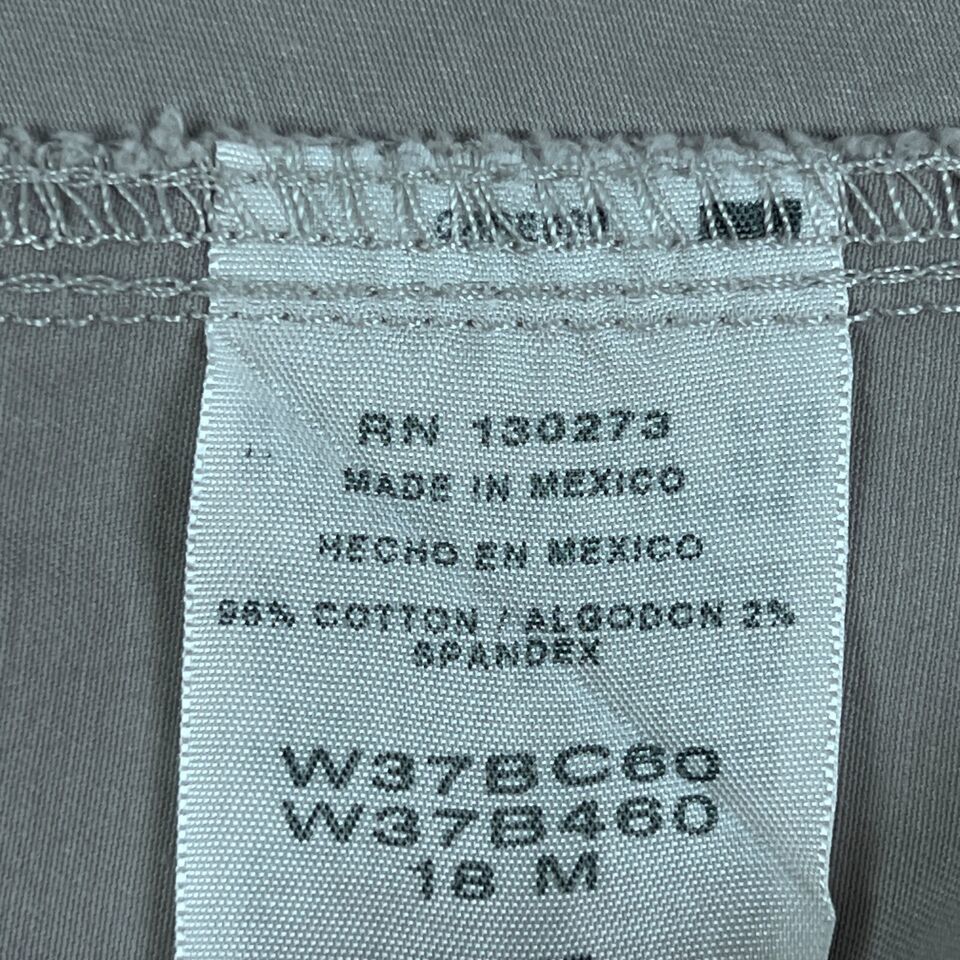 RN 130273
MADE IN MEXICO
HECHO EN MEXICO
98% COTTON / ALGODON 2%
SPANDEX
W37BC60
W37B460
18 M